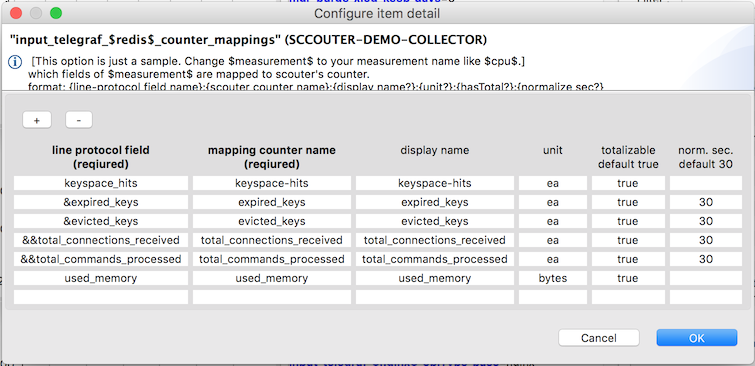 Configure item detail
"input_telegraf_$redis$_counter_mappings" (SCCOUTER-DEMO-COLLECTOR)
[This option is just a sample. Change $measurement$ to your measurement name like $cpu$.]
which fields of $measurement$ are mapped to scouter's counter.
format: {line-protocol field name}:{scouter counter name}:{display name?}:{unit?}:{hasTotal?}:{normalize sec?}
+ -
line protocol field mapping counter name display name unit totalizable norm. sec.
(reqiured) (reqiured) default true default 30
keyspace_hits keyspace-hits keyspace-hits ea true
&expired_keys expired_keys expired_keys ea true 30
&evicted_keys evicted_keys evicted_keys ea true 30
&&total_connections_received total_connections_received total_connections_received ea true 30
&&total_commands_processed total_commands_processed total_commands_processed ea true 30
used_memory used_memory used_memory bytes true
Cancel OK